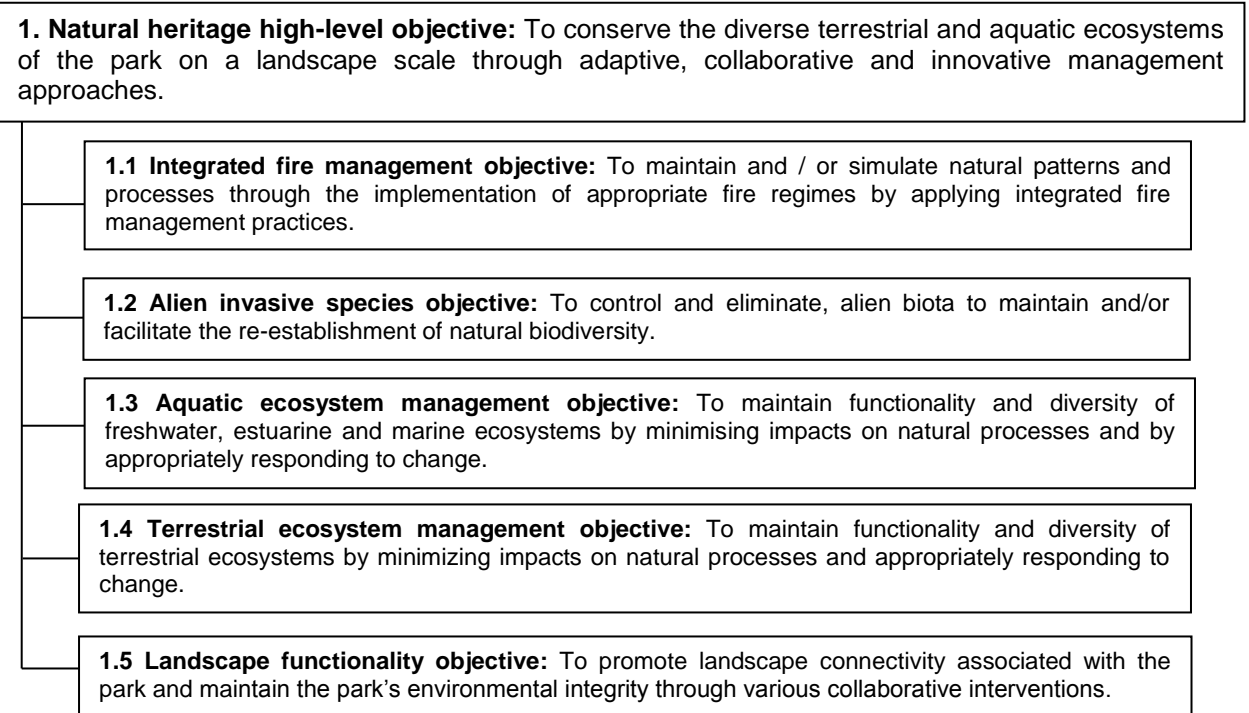 1. Natural heritage high-level objective: To conserve the diverse terrestrial and aquatic ecosystems
of the park on a landscape scale through adaptive, collaborative and innovative management
approaches.
1.1 Integrated fire management objective: To maintain and / or simulate natural patterns and
processes through the implementation of appropriate fire regimes by applying integrated fire
management practices.
1.2 Alien invasive species objective: To control and eliminate, alien biota to maintain and/or
facilitate the re-establishment of natural biodiversity.
1.3 Aquatic ecosystem management objective: To maintain functionality and diversity of
freshwater, estuarine and marine ecosystems by minimising impacts on natural processes and by
appropriately responding to change.
1.4 Terrestrial ecosystem management objective: To maintain functionality and diversity of
terrestrial ecosystems by minimizing impacts on natural processes and appropriately responding to
change.
1.5 Landscape functionality objective: To promote landscape connectivity associated with the
park and maintain the park's environmental integrity through various collaborative interventions.